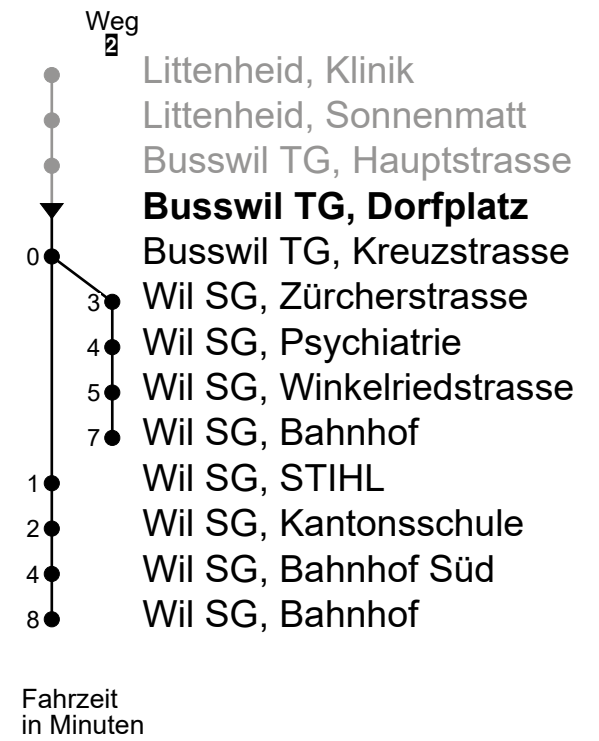 Weg
2
Littenheid, Klinik
Littenheid, Sonnenmatt
Busswil TG, Hauptstrasse
Busswil TG, Dorfplatz
0 Busswil TG, Kreuzstrasse
3 Wil SG, Zürcherstrasse
4 Wil SG, Psychiatrie
5 Wil SG, Winkelriedstrasse
7 Wil SG, Bahnhof
1 Wil SG, STIHL
2 Wil SG, Kantonsschule
4 Wil SG, Bahnhof Süd
8 Wil SG, Bahnhof
Fahrzeit
in Minuten